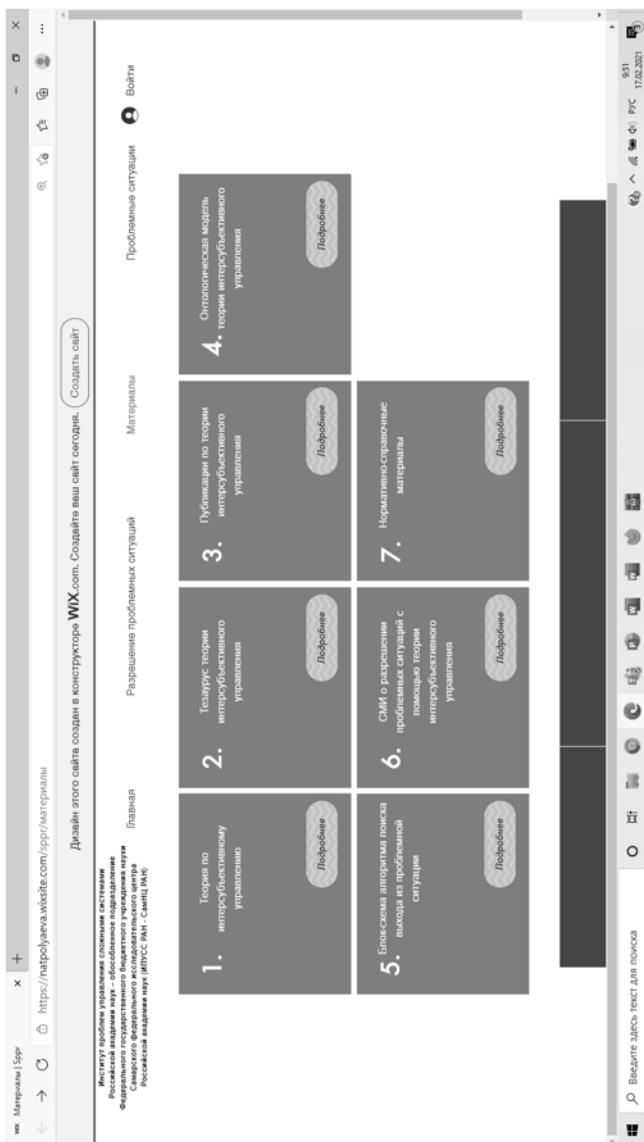 Материалы | Sppr
https://natpolyaeva.wixsite.com/sppr/материалы
Дизайн этого сайта создан в конструкторе WiX.com. Создайте ваш сайт сегодня. Создать сайт
Институт проблем управления сложными системами
Российской академии наук – обособленное подразделение
Федерального государственного бюджетного учреждения науки
Самарского федерального исследовательского центра
Российской академии наук (ИПУСС РАН - СамНЦ РАН)
Главная
Разрешение проблемных ситуаций
Материалы
Проблемные ситуации
Войти
1. Теория по
интерсубъективному
управлению
Подробнее
2. Тезаурус теории
интерсубъективного
управления
Подробнее
3. Публикации по теории
интерсубъективного
управления
Подробнее
4. Онтологическая модель
теории интерсубъективного
управления
Подробнее
5. Блок-схема алгоритма поиска
выхода из проблемной
ситуации
Подробнее
6. СМИ о разрешении
проблемных ситуаций с
помощью теории
интерсубъективного
управления
Подробнее
7. Нормативно-справочные
материалы
Подробнее
Введите здесь текст для поиска
РУС
9:51
17.02.2021